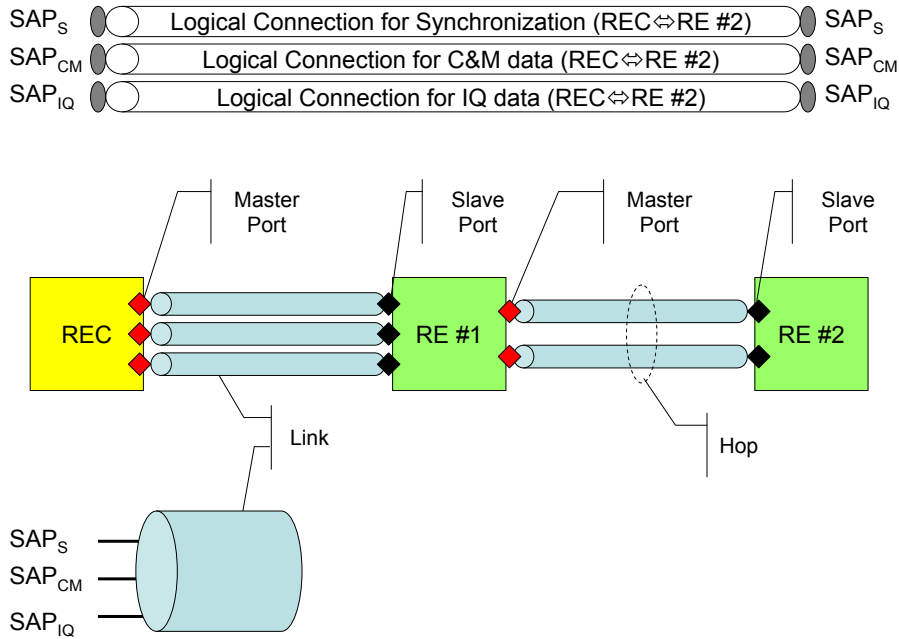 SAPS Logical Connection for Synchronization (REC⇔RE #2) SAPS
SAPCM Logical Connection for C&M data (REC⇔RE #2) SAPCM
SAPIQ Logical Connection for IQ data (REC⇔RE #2) SAPIQ
Master
Port
Slave
Port
Master
Port
Slave
Port
REC
RE #1
RE #2
Link
Hop
SAPS
SAPCM
SAPIQ